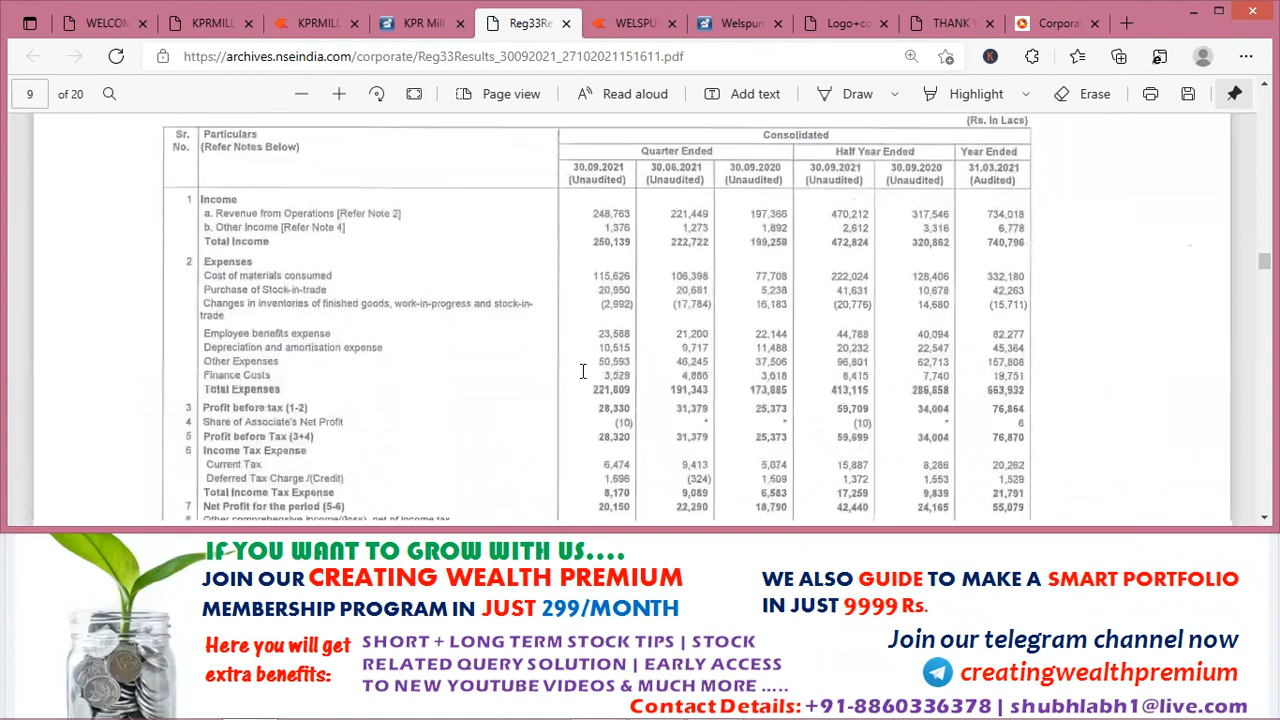 WELCOM
KPRMILL
KPRMILL
KPR Mill
Reg33Re
WELSPU
Welspun
Logo+co
THANK Y
Corpora
https://archives.nseindia.com/corporate/Reg33Results_30092021_27102021151611.pdf
9 of 20 Page view Read aloud Add text Draw Highlight Erase
(Rs. In Lacs)
Sr. No. Particulars (Refer Notes Below) Consolidated
Quarter Ended Half Year Ended Year Ended
30.09.2021 30.06.2021 30.09.2020 30.09.2021 30.09.2020 31.03.2021
(Unaudited) (Unaudited) (Unaudited) (Unaudited) (Unaudited) (Audited)
1 Income
a. Revenue from Operations [Refer Note 2] 248,763 221,449 197,366 470,212 317,546 734,018
b. Other Income [Refer Note 4] 1,376 1,273 1,892 2,612 3,316 6,778
Total Income 250,139 222,722 199,258 472,824 320,862 740,796
2 Expenses
Cost of materials consumed 115,626 106,398 77,708 222,024 128,406 332,180
Purchase of Stock-in-trade 20,950 20,681 5,238 41,631 10,678 42,263
Changes in inventories of finished goods, work-in-progress and stock-in- (2,992) (17,784) 16,183 (20,776) 14,680 (15,711)
trade
Employee benefits expense 23,588 21,200 22,144 44,788 40,094 82,277
Depreciation and amortisation expense 10,515 9,717 11,488 20,232 22,547 45,364
Other Expenses 50,593 46,245 37,506 96,801 62,713 157,808
Finance Costs 3,529 4,886 3,618 8,415 7,740 19,751
Total Expenses 221,809 191,343 173,885 413,115 286,858 663,932
3 Profit before tax (1-2) 28,330 31,379 25,373 59,709 34,004 76,864
4 Share of Associate's Net Profit (10) * * (10) * 6
5 Profit before Tax (3+4) 28,320 31,379 25,373 59,699 34,004 76,870
6 Income Tax Expense
Current Tax 6,474 9,413 5,074 15,887 8,286 20,262
Deferred Tax Charge /(Credit) 1,696 (324) 1,509 1,372 1,553 1,529
Total Income Tax Expense 8,170 9,089 6,583 17,259 9,839 21,791
7 Net Profit for the period (5-6) 20,150 22,290 18,790 42,440 24,165 55,079
8 Other comprehensive income/(loss), net of income tax
IF YOU WANT TO GROW WITH US....
JOIN OUR CREATING WEALTH PREMIUM
MEMBERSHIP PROGRAM IN JUST 299/MONTH
Here you will get
extra benefits:
SHORT + LONG TERM STOCK TIPS | STOCK
RELATED QUERY SOLUTION | EARLY ACCESS
TO NEW YOUTUBE VIDEOS & MUCH MORE .....
WE ALSO GUIDE TO MAKE A SMART PORTFOLIO
IN JUST 9999 Rs.
Join our telegram channel now
creatingwealthpremium
Contact Details: +91-8860336378 | shubhlabh1@live.com